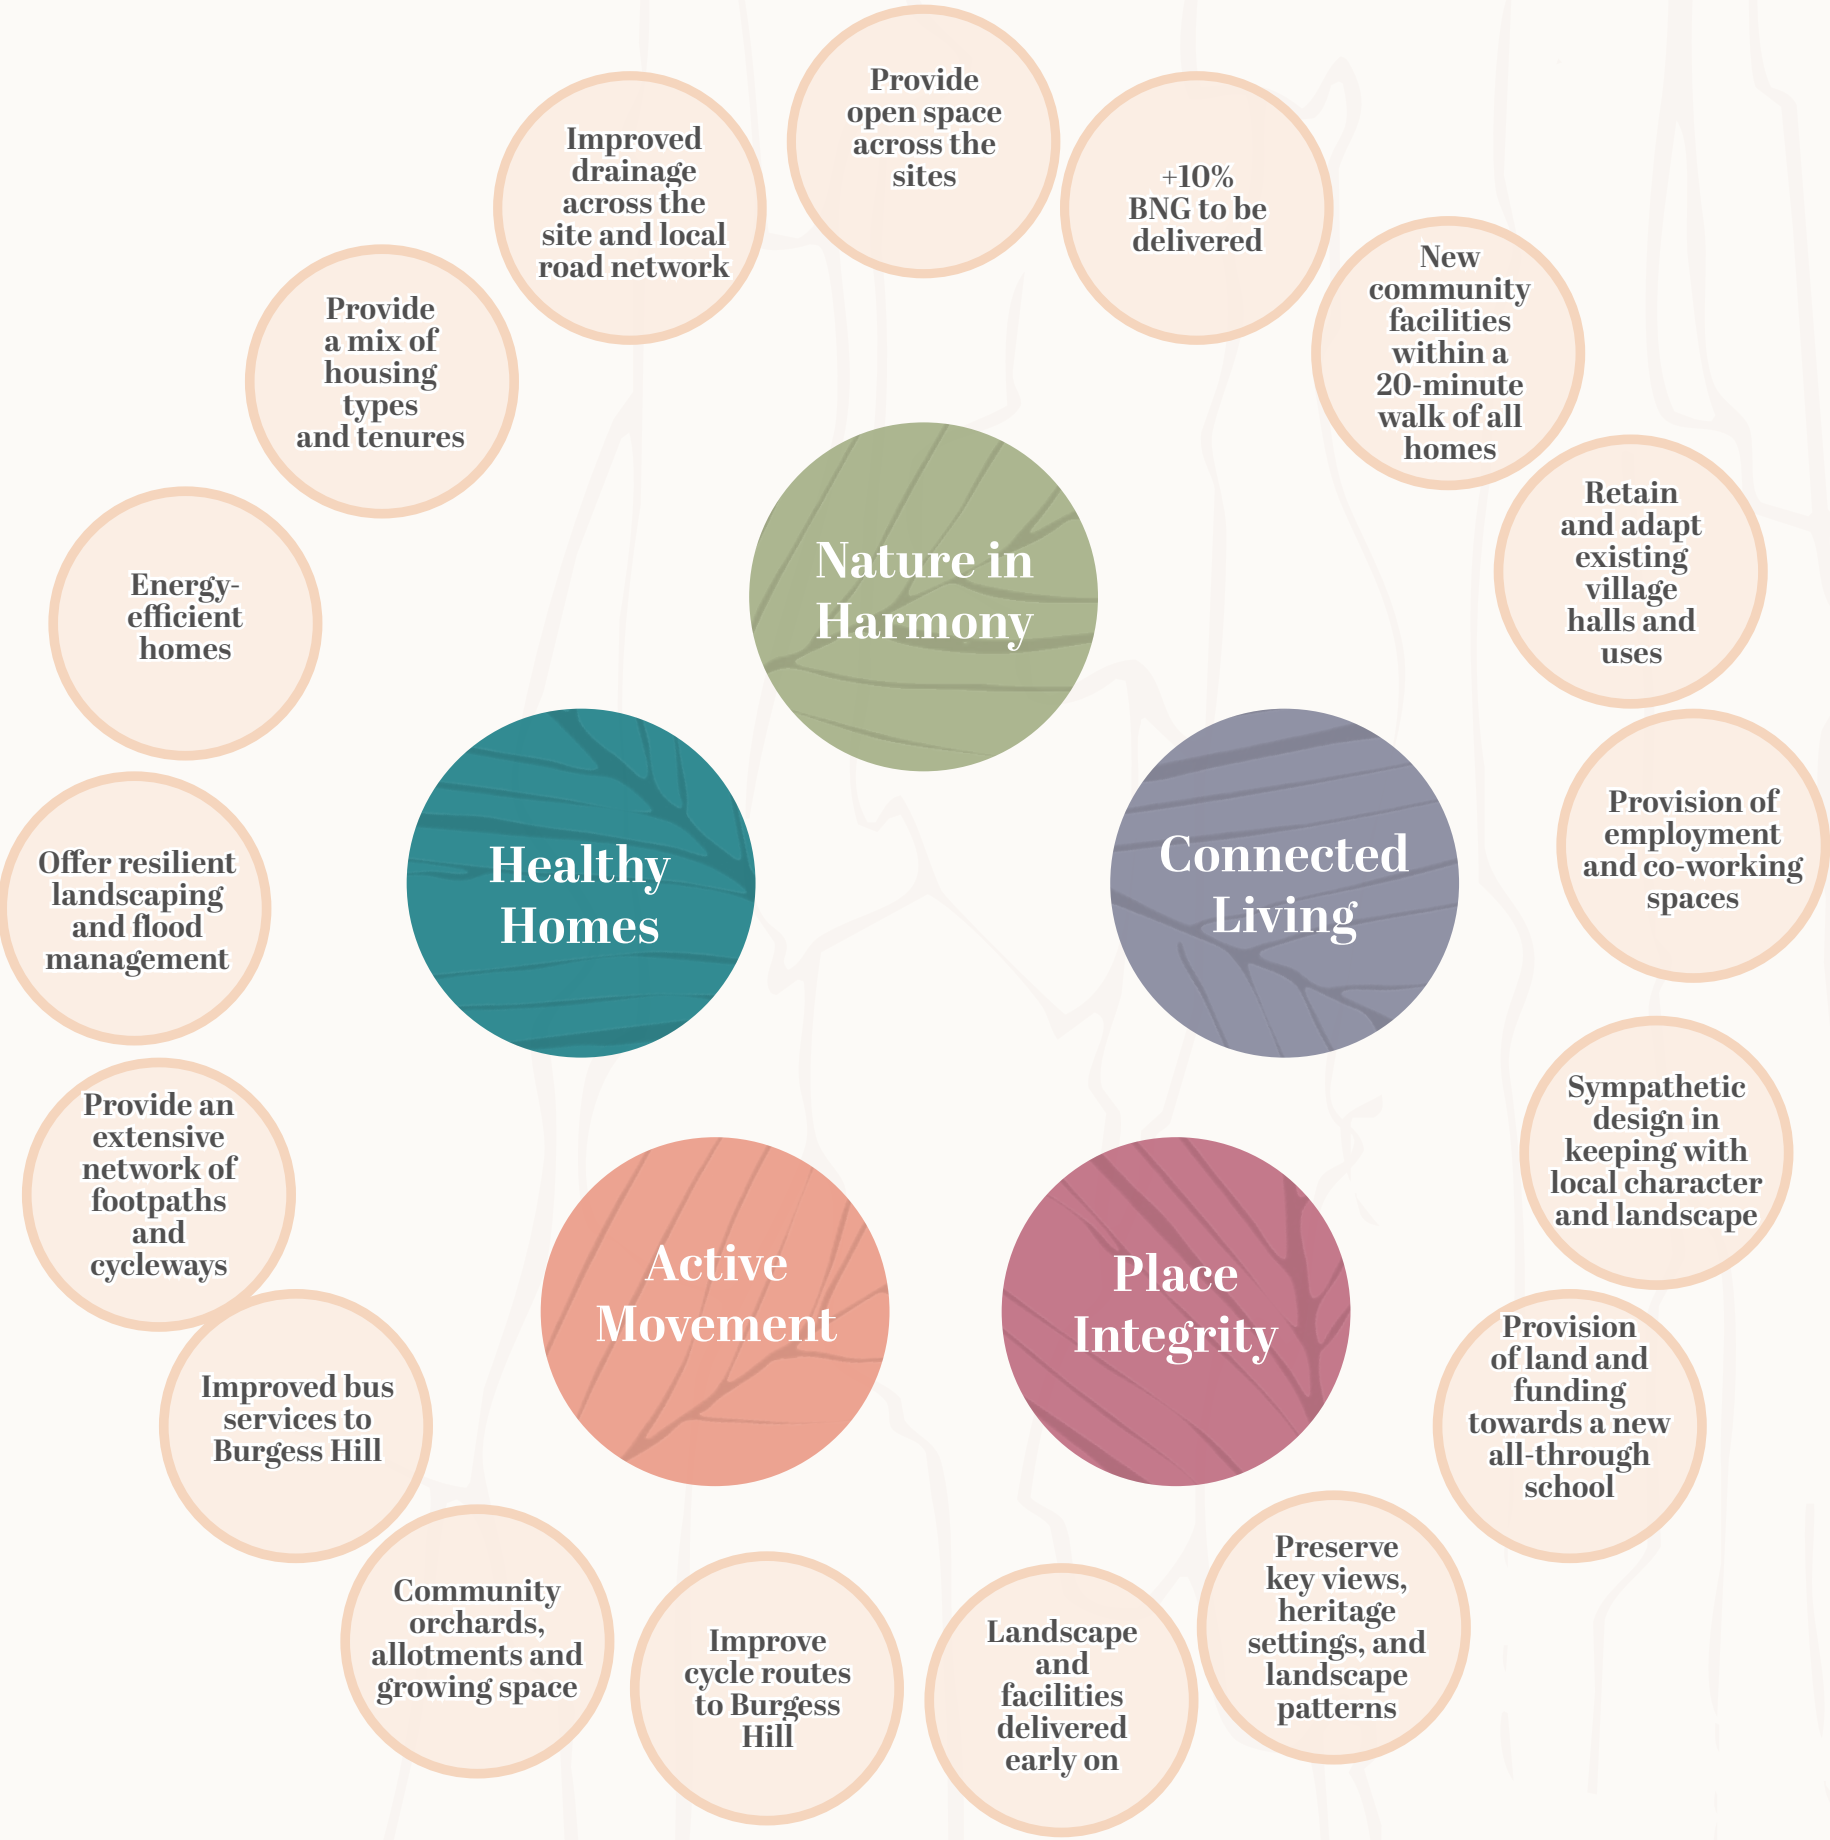 Provide
open space
across the
sites
+10%
BNG to be
delivered
New
community
facilities
within a
20-minute
walk of all
homes
Retain
and adapt
existing
village
halls and
uses
Provision of
employment
and co-working
spaces
Sympathetic
design in
keeping with
local character
and landscape
Provision
of land and
funding
towards a new
all-through
school
Preserve
key views,
heritage
settings, and
landscape
patterns
Landscape
and
facilities
delivered
early on
Improve
cycle routes
to Burgess
Hill
Community
orchards,
allotments and
growing space
Improved bus
services to
Burgess Hill
Provide an
extensive
network of
footpaths
and
cycleways
Offer resilient
landscaping
and flood
management
Energy-
efficient
homes
Provide
a mix of
housing
types
and tenures
Improved
drainage
across the
site and local
road network
Nature in
Harmony
Connected
Living
Place
Integrity
Active
Movement
Healthy
Homes